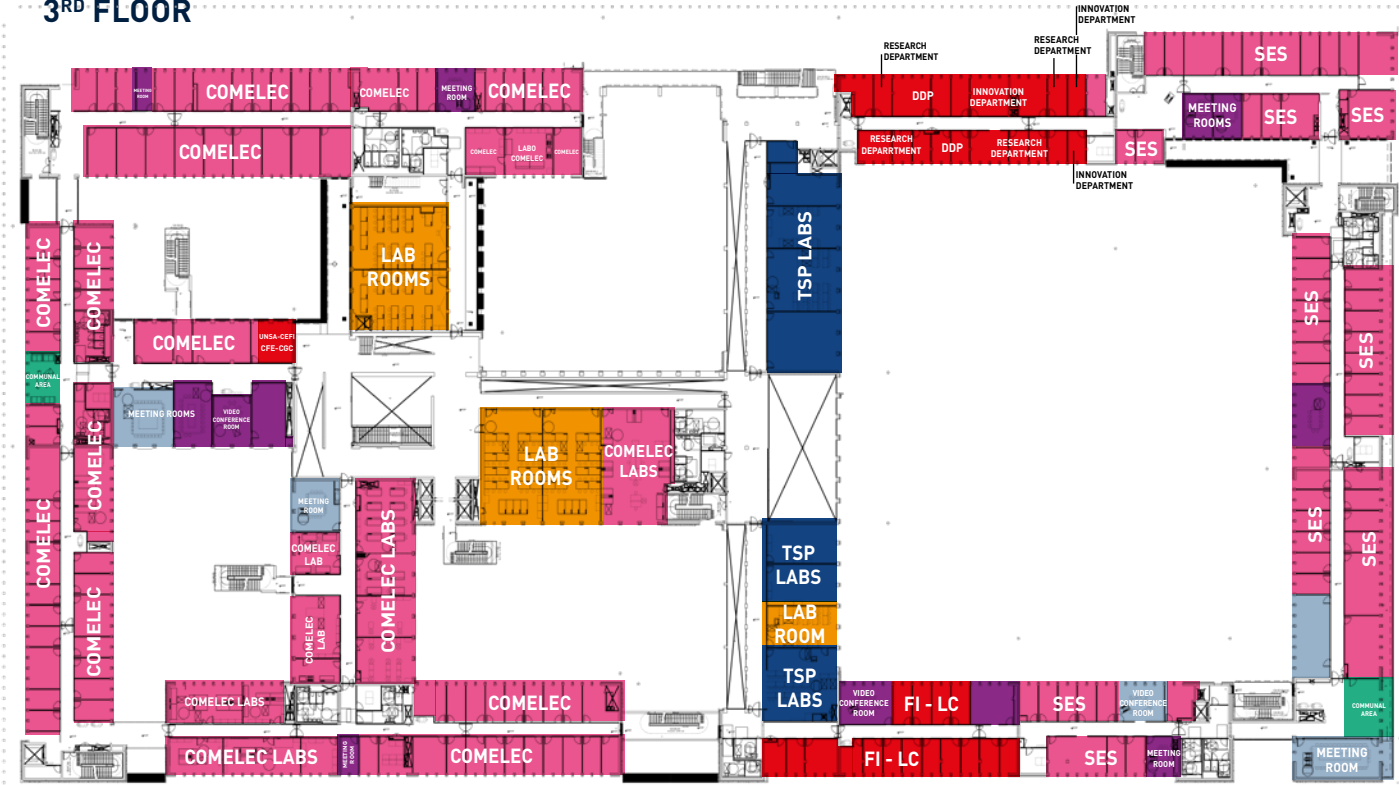 3RD FLOOR
INNOVATION
DEPARTMENT
RESEARCH
DEPARTMENT
RESEARCH
DEPARTMENT
SES
MEETING
ROOM
COMELEC
COMELEC
MEETING
ROOM
COMELEC
DDP
INNOVATION
DEPARTMENT
MEETING
ROOMS
SES
SES
COMELEC
COMELEC
LABO
COMELEC
COMELEC
RESEARCH
DEPARRTMENT
DDP
RESEARCH
DEPARTMENT
SES
INNOVATION
DEPARTMENT
COMELEC
COMELEC
LAB
ROOMS
TSP LABS
SES
SES
COMELEC
UNSA-CEFI
CFE-CGC
COMMUNAL
AREA
MEETING ROOMS
VIDEO
CONFERENCE
ROOM
COMELEC
COMELEC
LAB
ROOMS
COMELEC
LABS
MEETING
ROOM
COMELEC
LAB
COMELEC LABS
SES
SES
TSP
LABS
LAB
ROOM
TSP
LABS
COMELEC
COMELEC
LAB
COMELEC LABS
COMELEC
VIDEO
CONFERENCE
ROOM
FI - LC
SES
VIDEO
CONFERENCE
ROOM
COMMUNAL
AREA
COMELEC LABS
MEETING
ROOM
COMELEC
FI - LC
SES
MEETING
ROOM
MEETING
ROOM